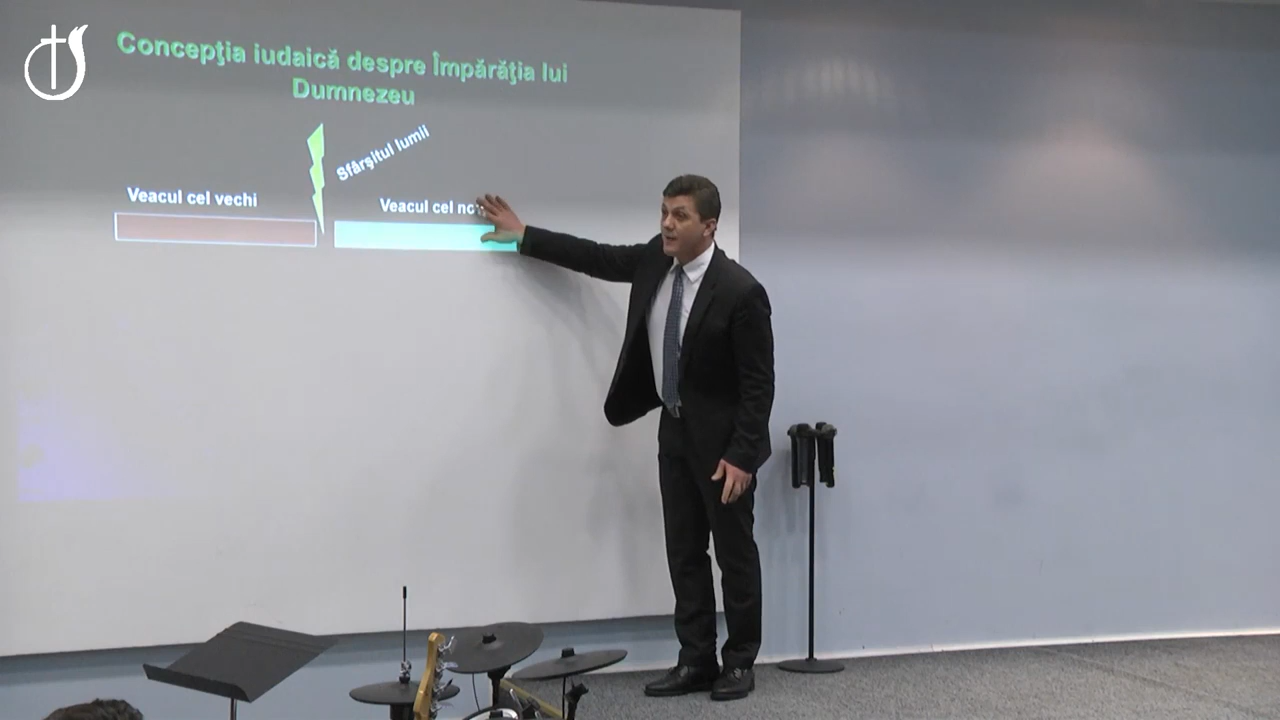 Concepţia iudaică despre Împărăţia lui
Dumnezeu
Sfârşitul lumii
Veacul cel vechi
Veacul cel